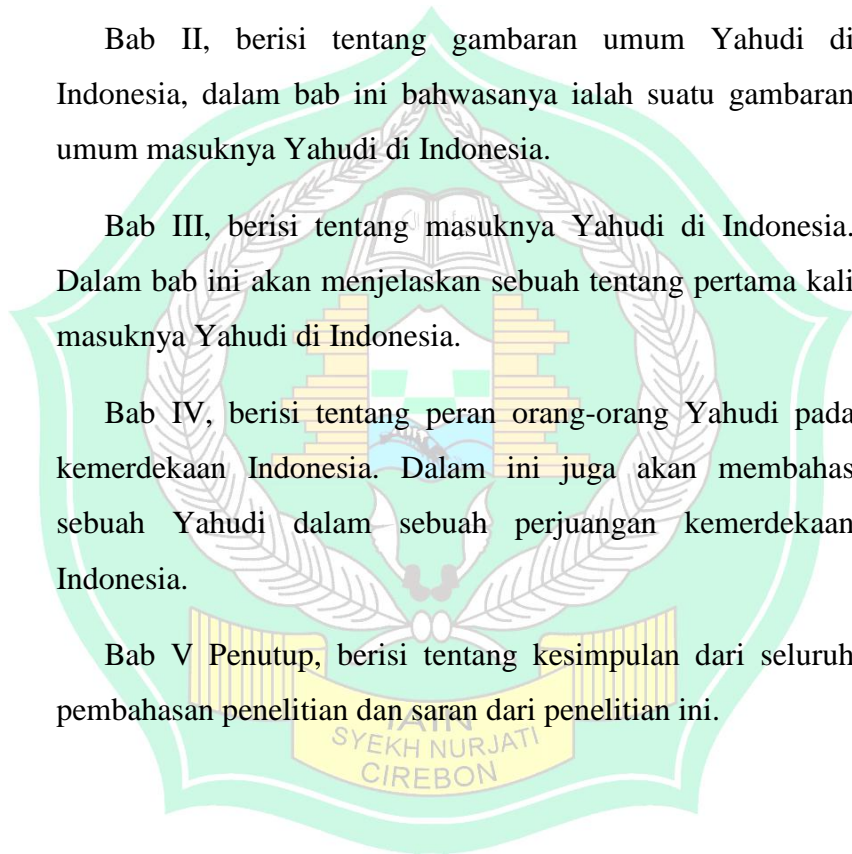 Bab II, berisi tentang gambaran umum Yahudi di
Indonesia, dalam bab ini bahwasanya ialah suatu gambaran
umum masuknya Yahudi di Indonesia.
Bab III, berisi tentang masuknya Yahudi di Indonesia.
Dalam bab ini akan menjelaskan sebuah tentang pertama kali
masuknya Yahudi di Indonesia.
Bab IV, berisi tentang peran orang-orang Yahudi pada
kemerdekaan Indonesia. Dalam ini juga akan membahas
sebuah Yahudi dalam sebuah perjuangan kemerdekaan
Indonesia.
Bab V Penutup, berisi tentang kesimpulan dari seluruh
pembahasan penelitian dan saran dari penelitian ini.
IAIN
SYEKH NURJATI
CIREBON